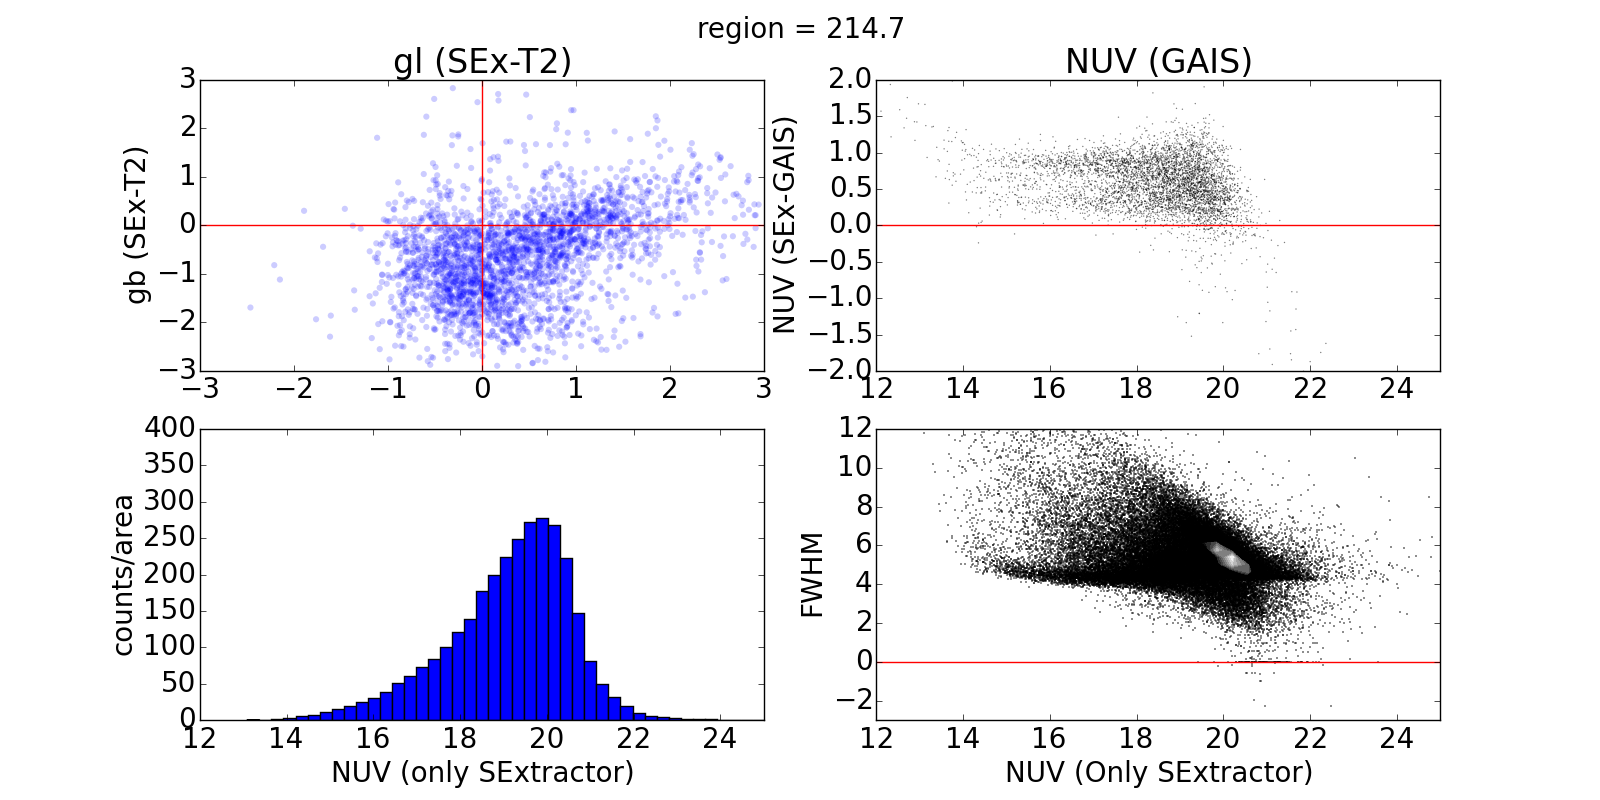 region = 214.7
gl (SEx-T2)
NUV (GAIS)
3
2
1
0
−1
−2
−3
gb (SEx-T2)
−3 −2 −1 0 1 2 3
2.0
1.5
1.0
0.5
0.0
−0.5
−1.0
−1.5
−2.0
NUV (SEx-GAIS)
12 14 16 18 20 22 24
400
350
300
250
200
150
100
50
0
counts/area
12 14 16 18 20 22 24
NUV (only SExtractor)
12
10
8
6
4
2
0
−2
FWHM
12 14 16 18 20 22 24
NUV (Only SExtractor)